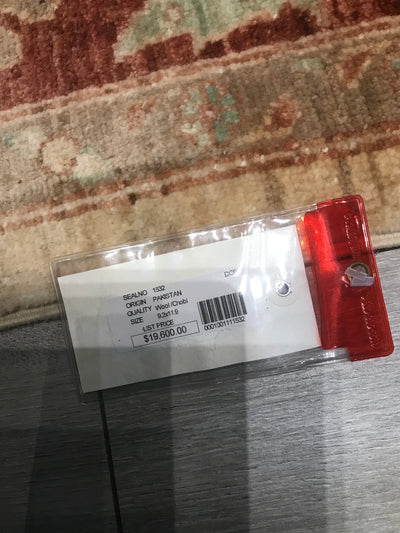 DCF
SEALNO 1532
ORIGIN PAKISTAN
QUALITY Wool /Chobi
SIZE 9.2x11.9
LIST PRICE
$19,600.00
0001001111532